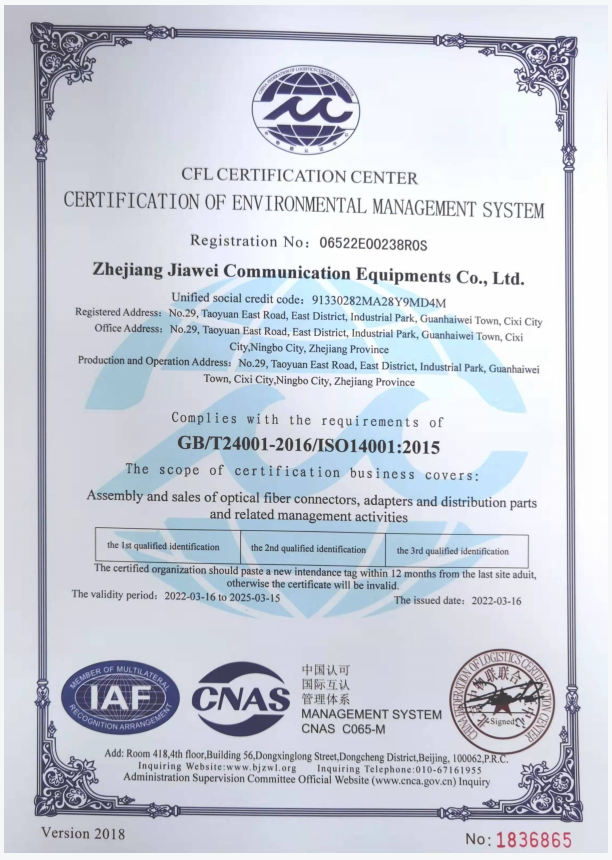 CFL CERTIFICATION CENTER
CERTIFICATION OF ENVIRONMENTAL MANAGEMENT SYSTEM
Registration No: 06522E00238R0S
Zhejiang Jiawei Communication Equipments Co., Ltd.
Unified social credit code: 91330282MA28Y9MD4M
Registered Address: No.29, Taoyuan East Road, East District, Industrial Park, Guanhaiwei Town, Cixi City
Office Address: No.29, Taoyuan East Road, East District, Industrial Park, Guanhaiwei Town, Cixi
City,Ningbo City, Zhejiang Province
Production and Operation Address: No.29, Taoyuan East Road, East District, Industrial Park, Guanhaiwei
Town, Cixi City,Ningbo City, Zhejiang Province
Complies with the requirements of
GB/T24001-2016/ISO14001:2015
The scope of certification business covers:
Assembly and sales of optical fiber connectors, adapters and distribution parts
and related management activities
the 1st qualified identification the 2nd qualified identification the 3rd qualified identification
The certified organization should paste a new intendance tag within 12 months from the last site aduit,
otherwise the certificate will be invalid.
The validity period: 2022-03-16 to 2025-03-15 The issued date: 2022-03-16
MEMBER OF MULTILATERAL
IAF
RECOGNITION ARRANGEMENT
CNAS
中国认可
国际互认
管理体系
MANAGEMENT SYSTEM
CNAS C065-M
Signed
Add: Room 418,4th floor,Building 56,Dongxinglong Street,Dongcheng District,Beijing, 100062,P.R.C.
Inquiring Website:www.bjzwl.org Inquiring Telephone:010-67161955
Administration Supervision Committee Official Website (www.cnca.gov.cn) Inquiry
Version 2018
No: 1836865